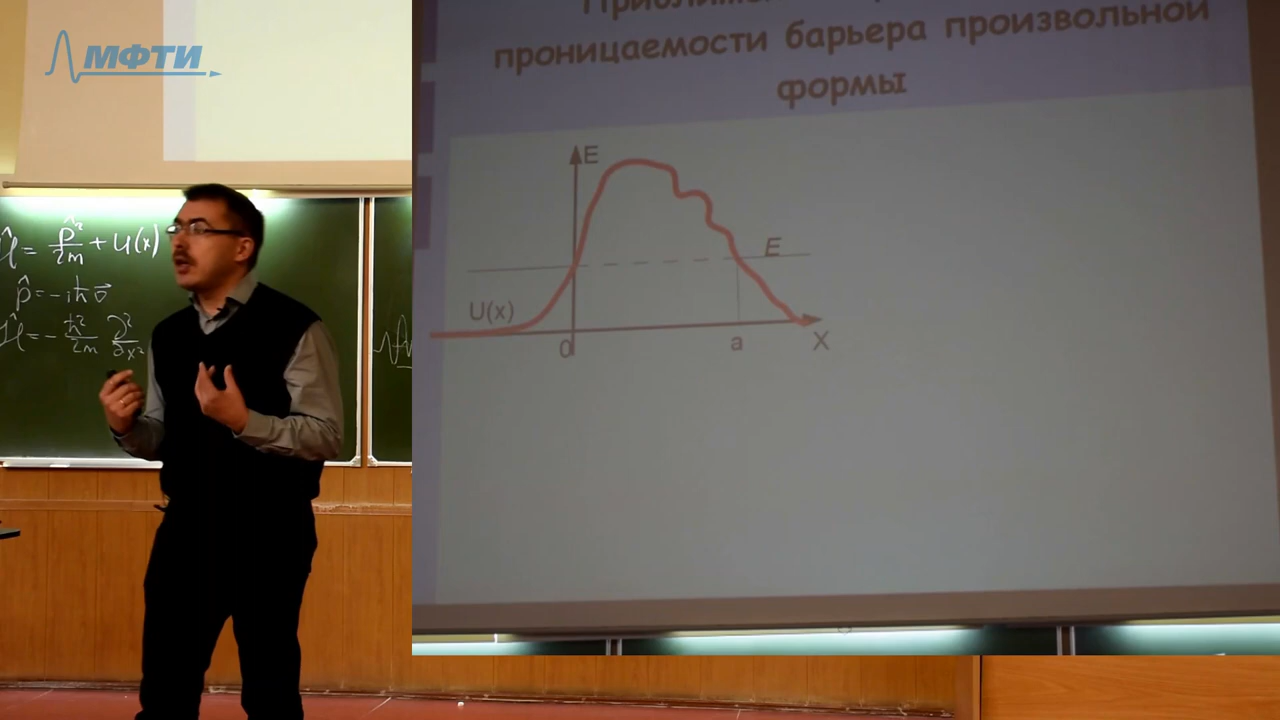 МФТИ
проницаемости барьера произвольной
формы
E
E
U(x)
0
a
X
Ĥ = p̂²/2m + U(x)
p̂ = -iħ∇⃗
Ĥ = -ħ²/2m ∂²/∂x²